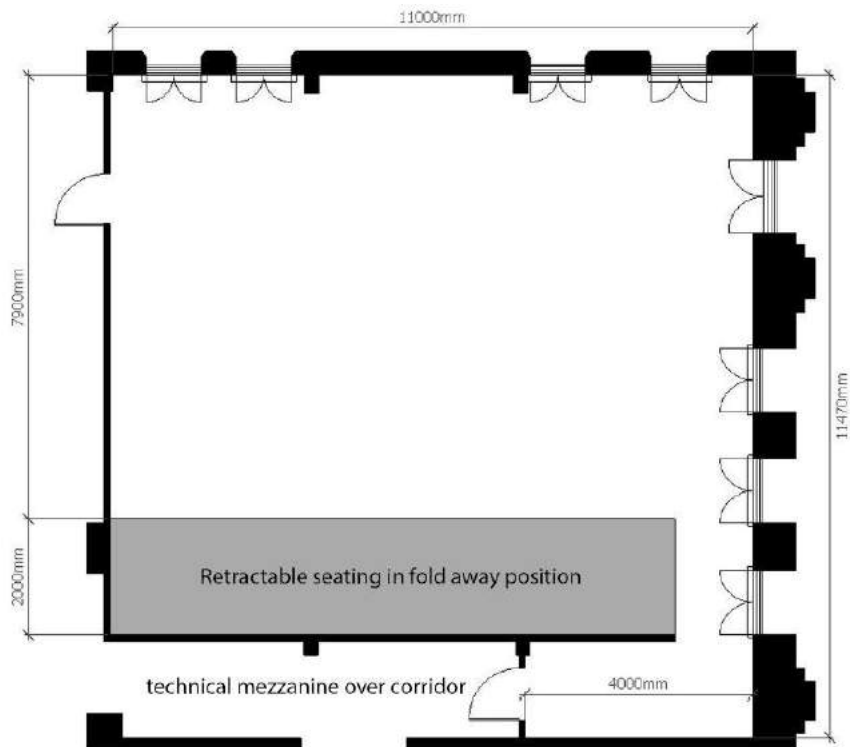 11000mm
7900mm
11470mm
2000mm
Retractable seating in fold away position
technical mezzanine over corridor
4000mm